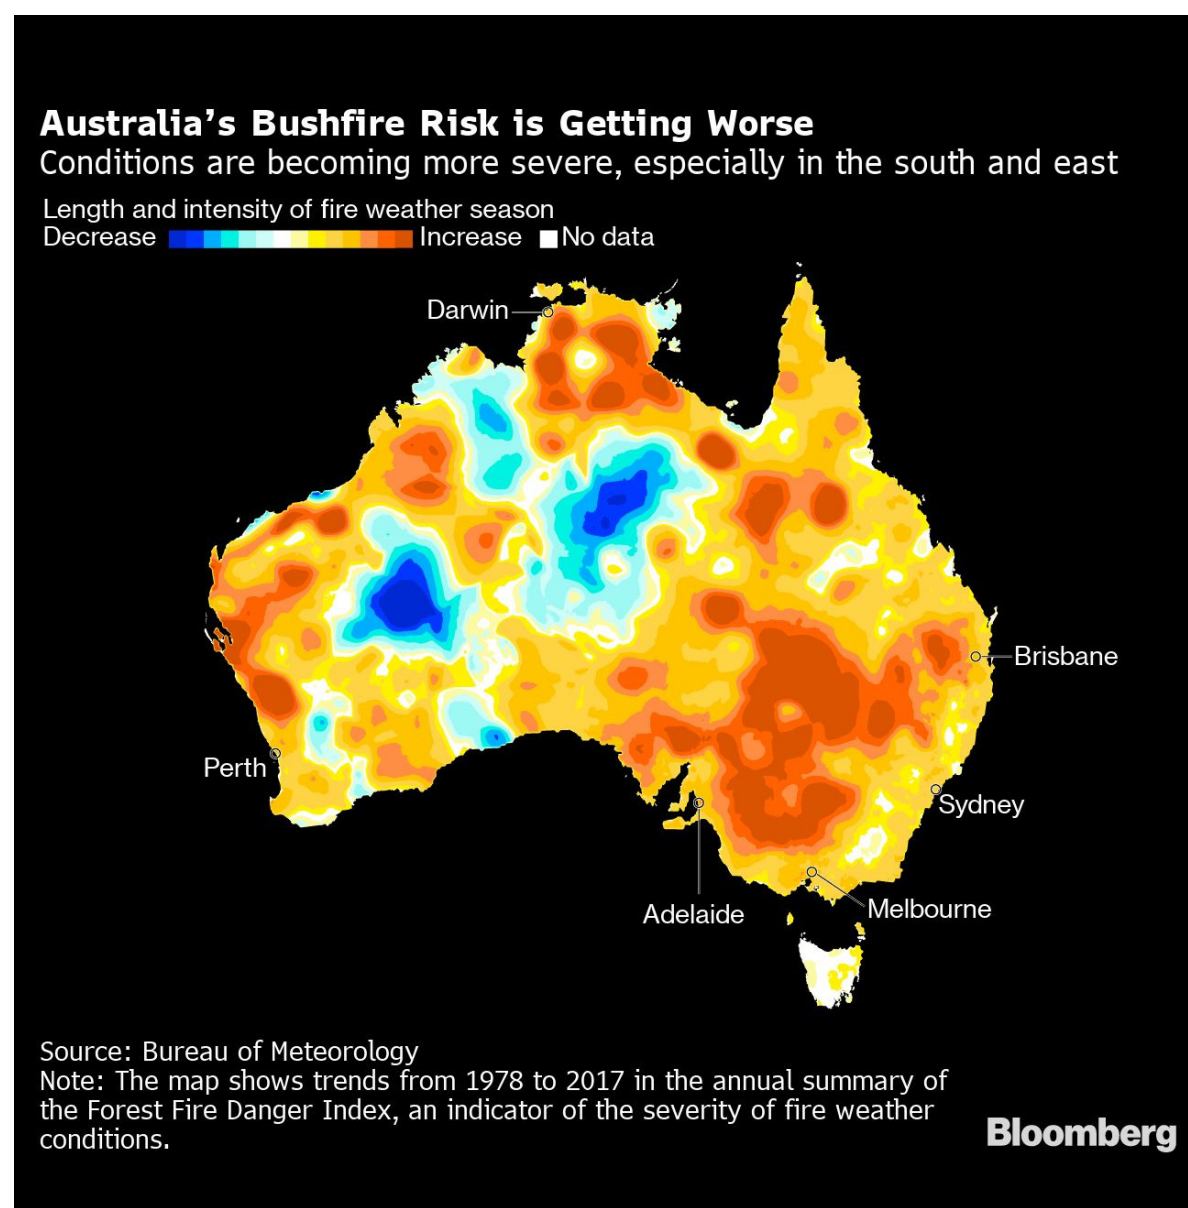 Australia's Bushfire Risk is Getting Worse
Conditions are becoming more severe, especially in the south and east
Length and intensity of fire weather season
Decrease Increase No data
Darwin
Brisbane
Perth
Sydney
Adelaide
Melbourne
Source: Bureau of Meteorology
Note: The map shows trends from 1978 to 2017 in the annual summary of
the Forest Fire Danger Index, an indicator of the severity of fire weather
conditions.
Bloomberg